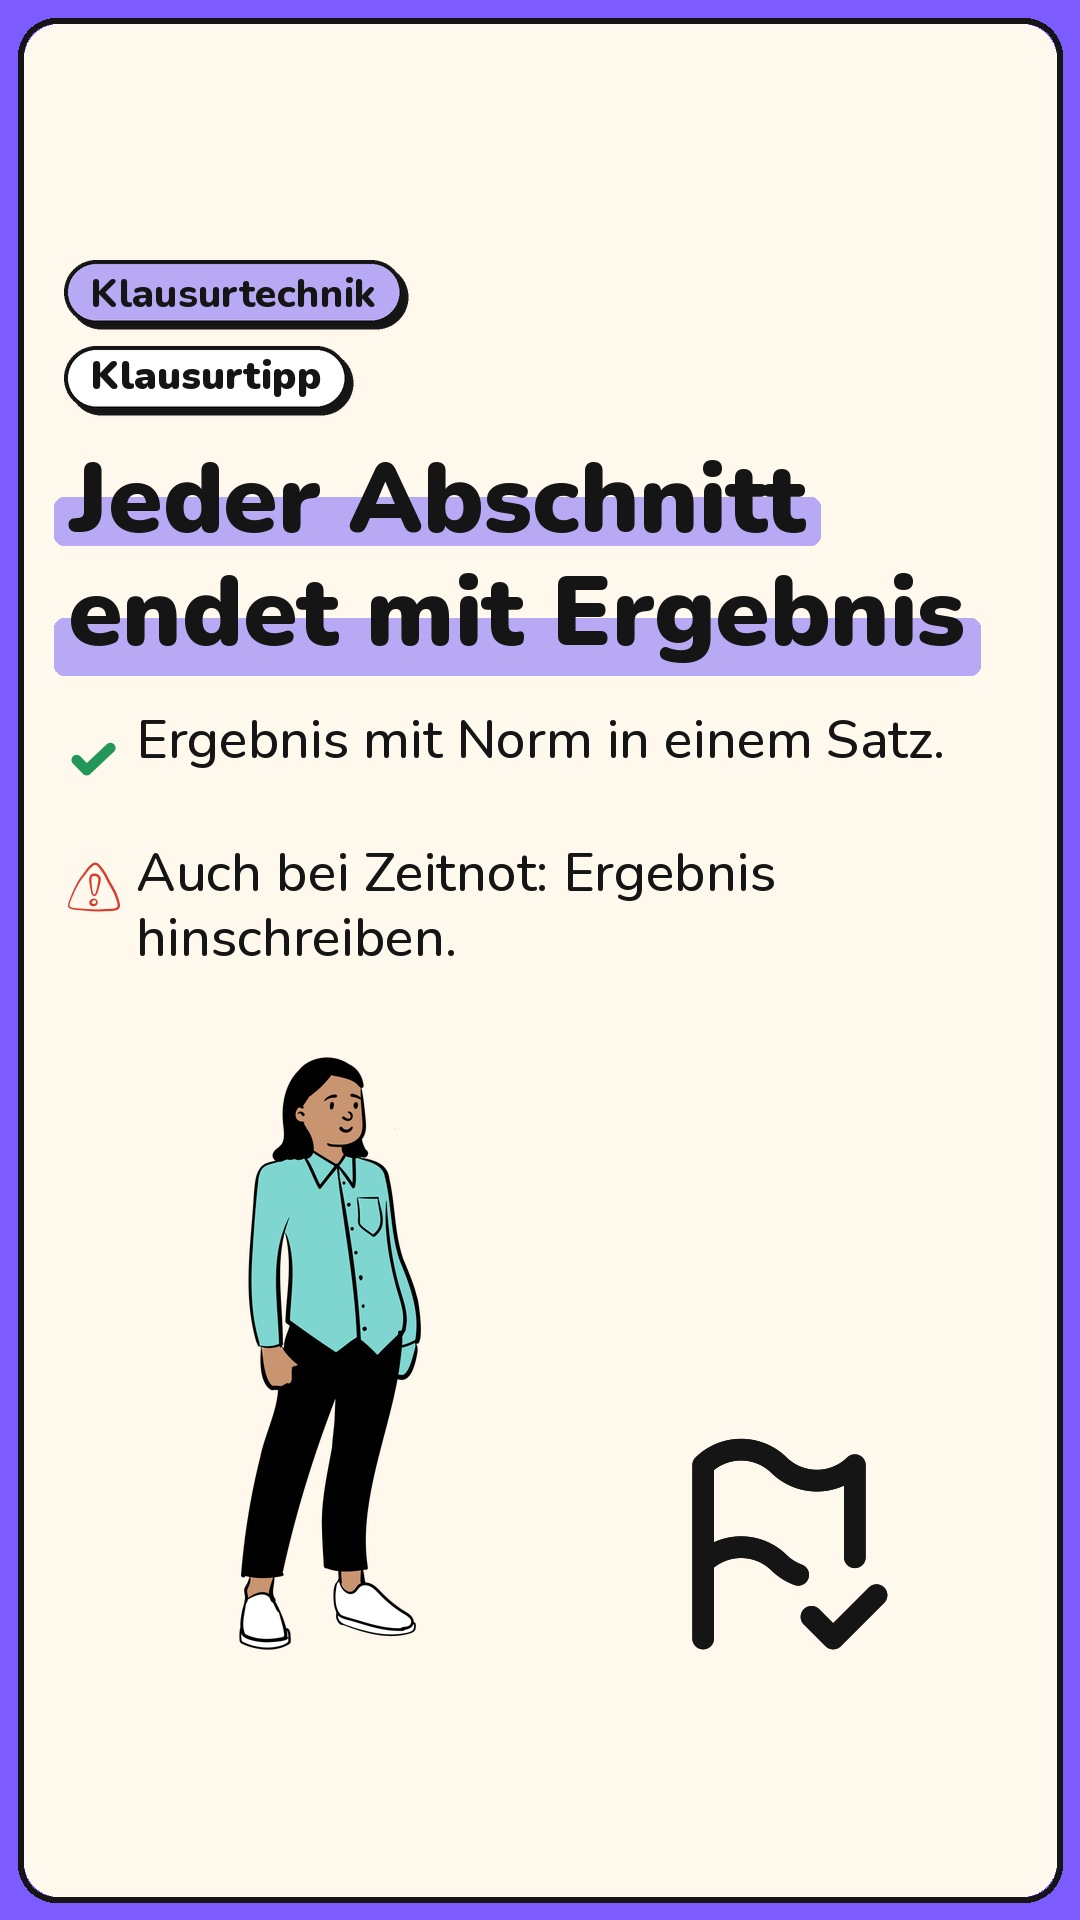 Klausurtechnik
Klausurtipp
Jeder Abschnitt
endet mit Ergebnis
Ergebnis mit Norm in einem Satz.
Auch bei Zeitnot: Ergebnis
hinschreiben.